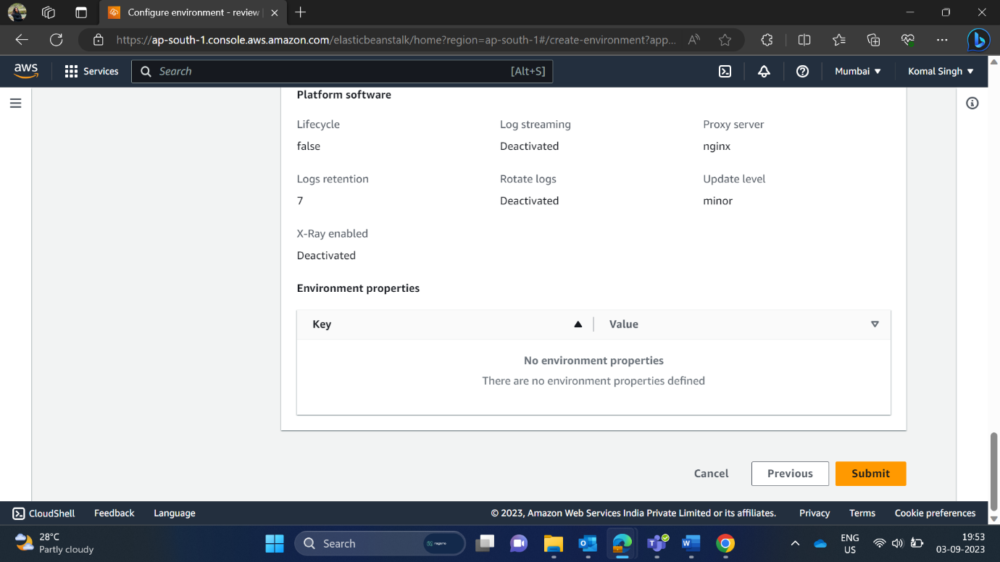 Configure environment - review
https://ap-south-1.console.aws.amazon.com/elasticbeanstalk/home?region=ap-south-1#/create-environment?app...
aws Services Search [Alt+S] Mumbai Komal Singh
Platform software
Lifecycle Log streaming Proxy server
false Deactivated nginx
Logs retention Rotate logs Update level
7 Deactivated minor
X-Ray enabled
Deactivated
Environment properties
Key Value
No environment properties
There are no environment properties defined
Cancel Previous Submit
CloudShell Feedback Language © 2023, Amazon Web Services India Private Limited or its affiliates. Privacy Terms Cookie preferences
28°C Search ENG 19:53
Partly cloudy US 03-09-2023